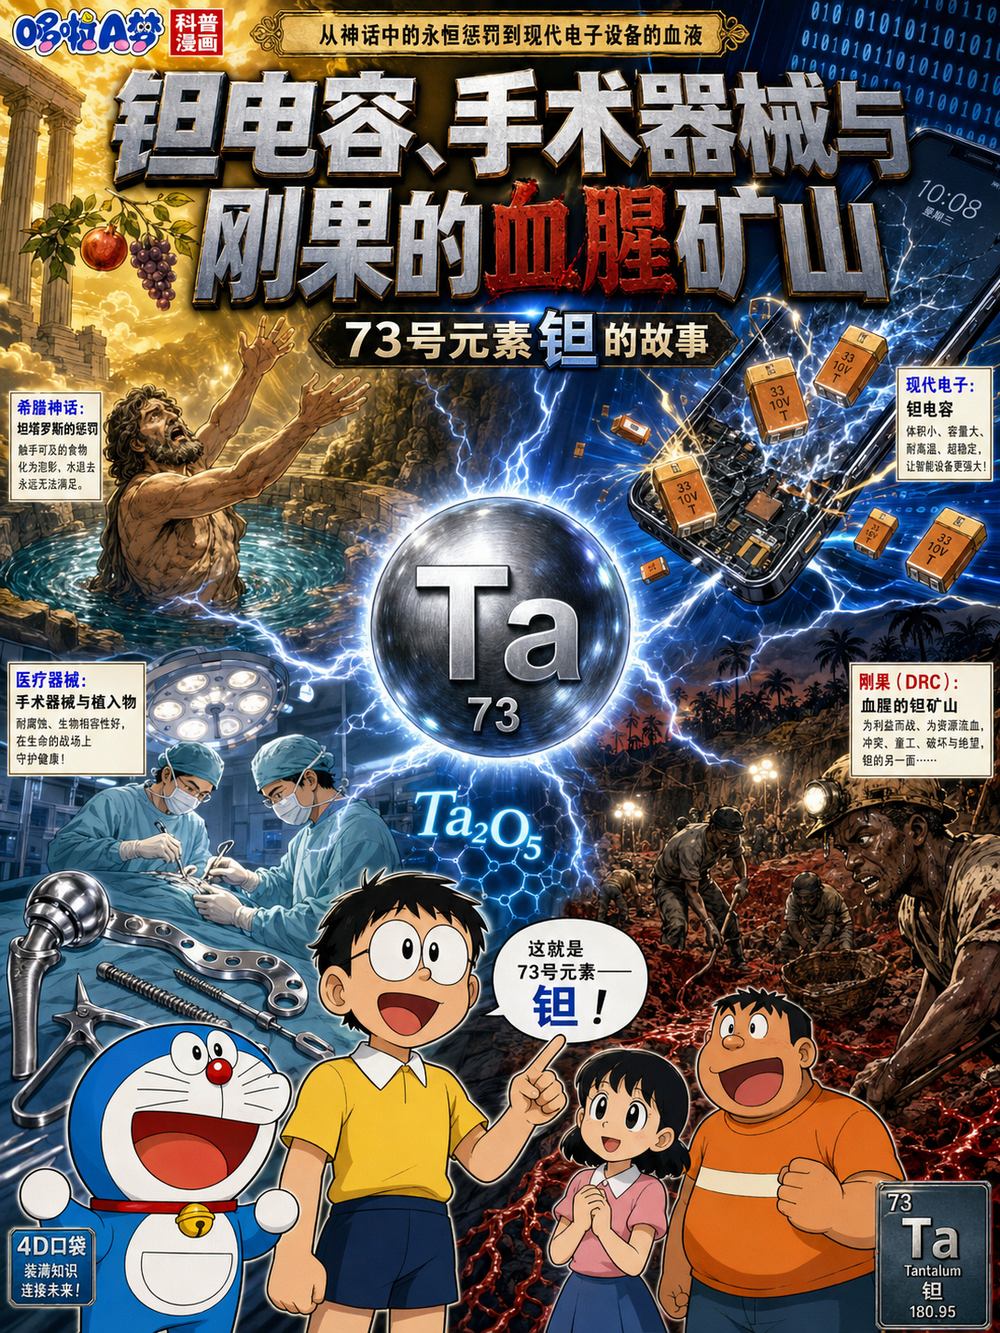 哆啦A梦
科普
漫画
从神话中的永恒惩罚到现代电子设备的血液
钽电容、手术器械与
刚果的血腥矿山
73号元素钽的故事
10:08
星期三
希腊神话:
坦塔罗斯的惩罚
触手可及的食物
化为泡影,水退去
永远无法满足。
现代电子:
钽电容
体积小、容量大、
耐高温、超稳定,
让智能设备更强大!
33
10V
T
33
10V
T
33
10V
T
33
10V
T
Ta
73
医疗器械:
手术器械与植入物
耐腐蚀、生物相容性好,
在生命的战场上
守护健康!
刚果(DRC):
血腥的钽矿山
为利益而战、为资源流血,
冲突、童工、破坏与绝望,
钽的另一面……
Ta₂O₅
这就是
73号元素——
钽!
4D口袋
装满知识
连接未来!
73
Ta
Tantalum
钽
180.95